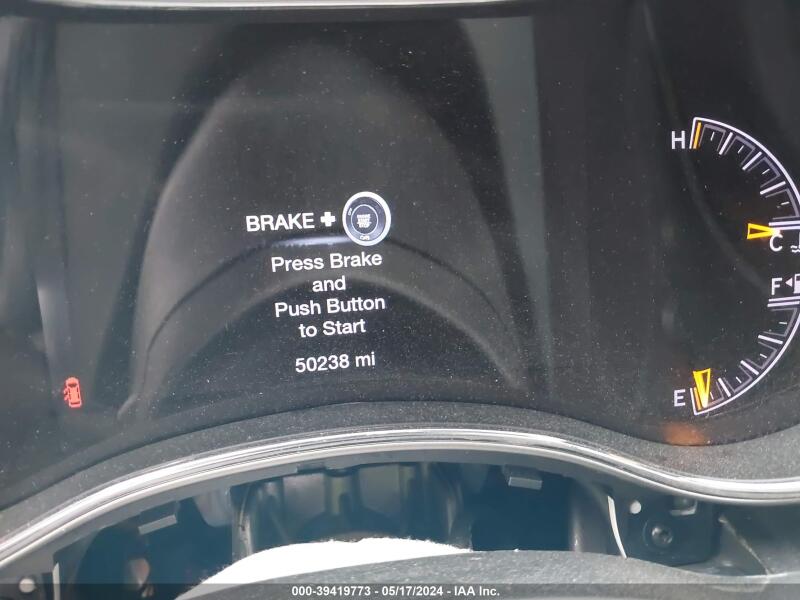 H
BRAKE +
C
Press Brake
and
F
Push Button
to Start
50238 mi
E
000-39419773 - 05/17/2024 - IAA Inc.